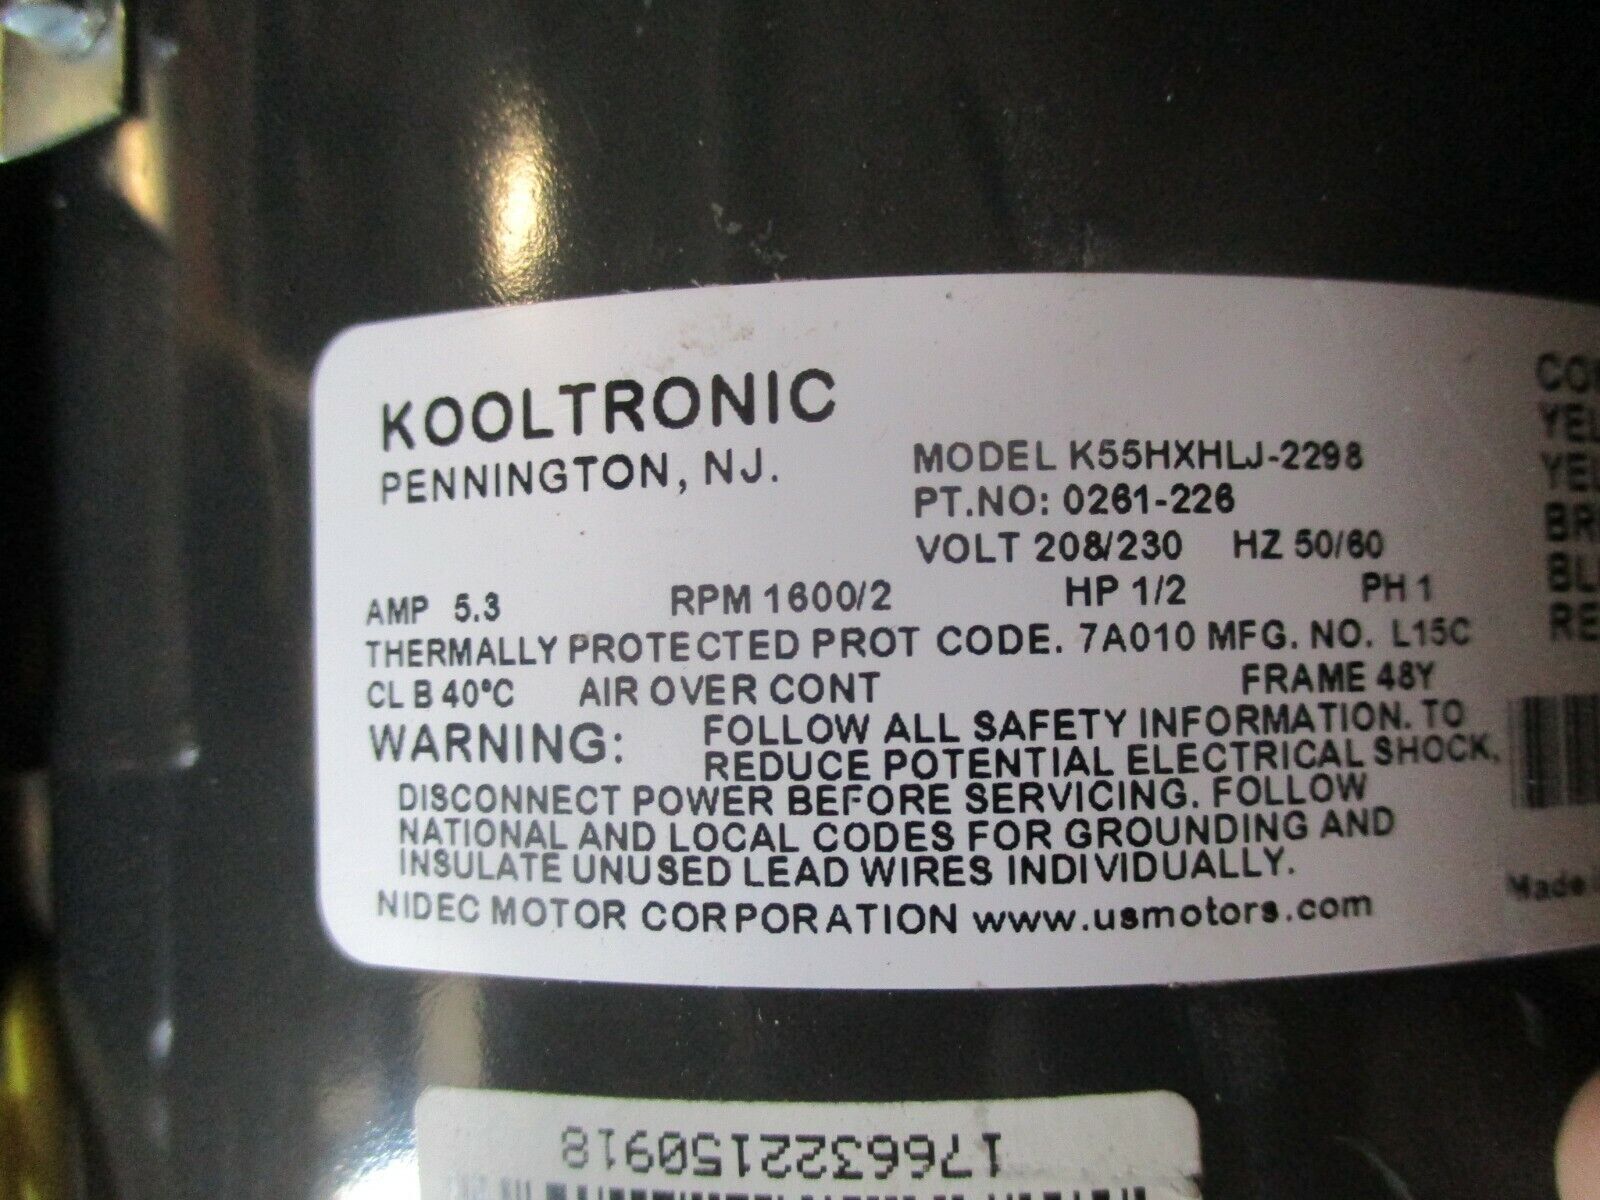 KOOLTRONIC
PENNINGTON, NJ.
MODEL K55HXHLJ-2298
PT.NO: 0261-226
VOLT 208/230 HZ 50/60
AMP 5.3 RPM 1600/2 HP 1/2 PH 1
THERMALLY PROTECTED PROT CODE. 7A010 MFG. NO. L15C
CL B 40°C AIR OVER CONT FRAME 48Y
WARNING: FOLLOW ALL SAFETY INFORMATION. TO
REDUCE POTENTIAL ELECTRICAL SHOCK,
DISCONNECT POWER BEFORE SERVICING. FOLLOW
NATIONAL AND LOCAL CODES FOR GROUNDING AND
INSULATE UNUSED LEAD WIRES INDIVIDUALLY.
NIDEC MOTOR CORPORATION www.usmotors.com
Made
1766322150918